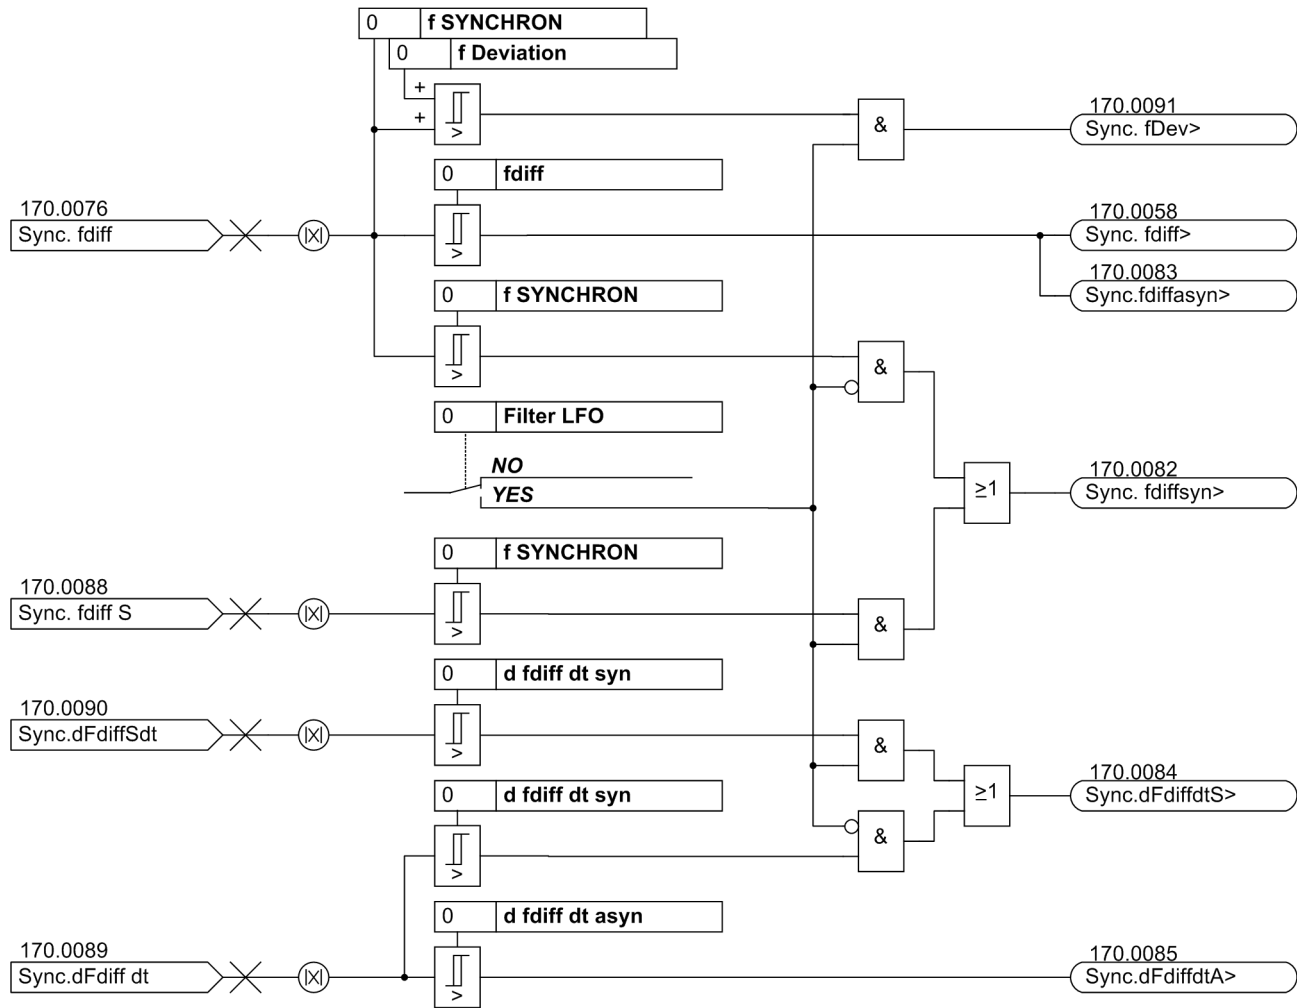 0 f SYNCHRON
0 f Deviation
+
+
>
&
170.0091
Sync. fDev>
0 fdiff
170.0076
Sync. fdiff
|X|
>
170.0058
Sync. fdiff>
170.0083
Sync.fdiffasyn>
0 f SYNCHRON
>
&
0 Filter LFO
NO
YES
≥1
170.0082
Sync. fdiffsyn>
0 f SYNCHRON
170.0088
Sync. fdiff S
|X|
>
&
0 d fdiff dt syn
170.0090
Sync.dFdiffSdt
|X|
>
&
0 d fdiff dt syn
≥1
170.0084
Sync.dFdiffdtS>
>
&
0 d fdiff dt asyn
170.0089
Sync.dFdiff dt
|X|
>
170.0085
Sync.dFdiffdtA>